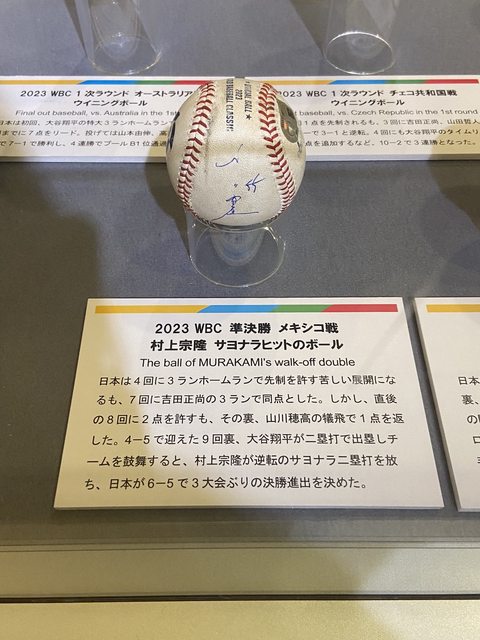 2023 WBC 1次ラウンド オーストラリア
ウイニングボール
Final out baseball, vs. Australia in the 1st
日本は初回、大谷翔平の特大3ランホームラン
までに7点をリード。投げては山本由伸、高
で7ー1で勝利し、4連勝でプールB1位通過
2023 WBC 1次ラウンド チェコ共和国戦
ウイニングボール
baseball, vs. Czech Republic in the 1st round
1点を先制されるも、3回に吉田正尚、山田哲人
で3ー1と逆転。4回にも大谷翔平のタイムリ
点を追加するなど、10ー2で3連勝となった。
2023
BASEBALL CLASSIC
2023 WBC 準決勝 メキシコ戦
村上宗隆 サヨナラヒットのボール
The ball of MURAKAMI's walk-off double
日本は4回に3ランホームランで先制を許す苦しい展開にな
るも、7回に吉田正尚の3ランで同点とした。しかし、直後
の8回に2点を許すも、その裏、山川穂高の犠飛で1点を返
した。4ー5で迎えた9回裏、大谷翔平が二塁打で出塁しチ
ームを鼓舞すると、村上宗隆が逆転のサヨナラ二塁打を放
ち、日本が6ー5で3大会ぶりの決勝進出を決めた。
日本
裏、
の